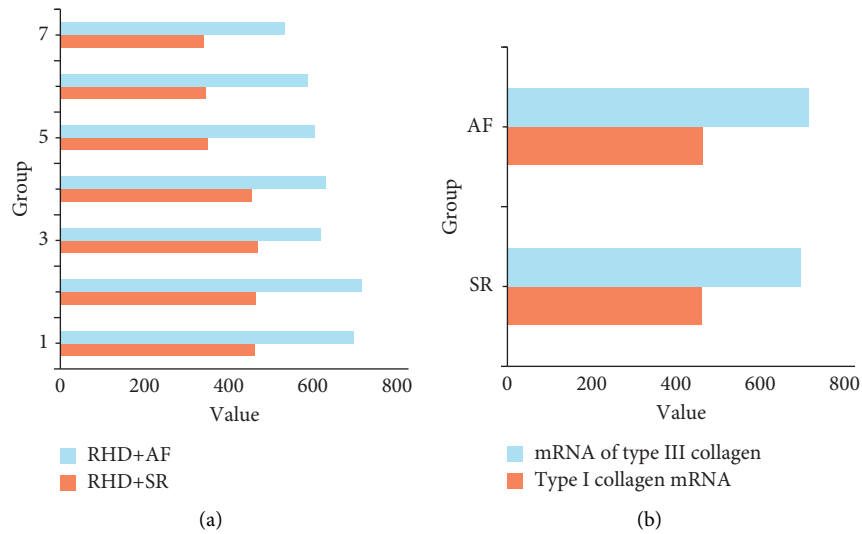 7
5
3
1
Group
0
200
400
600
800
Value
RHD+AF
RHD+SR
(a)
AF
SR
Group
0
200
400
600
800
Value
mRNA of type III collagen
Type I collagen mRNA
(b)